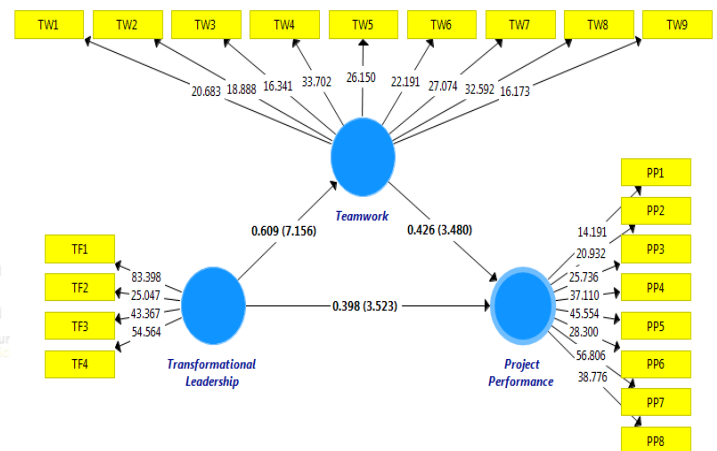 TW1 TW2 TW3 TW4 TW5 TW6 TW7 TW8 TW9
20.683 18.888 16.341 33.702 26.150 22.191 27.074 32.592 16.173
Teamwork
0.609 (7.156)
0.426 (3.480)
0.398 (3.523)
TF1
TF2
TF3
TF4
83.398
25.047
43.367
54.564
Transformational
Leadership
Project
Performance
14.191
20.932
25.736
37.110
45.554
28.300
56.806
38.776
PP1
PP2
PP3
PP4
PP5
PP6
PP7
PP8